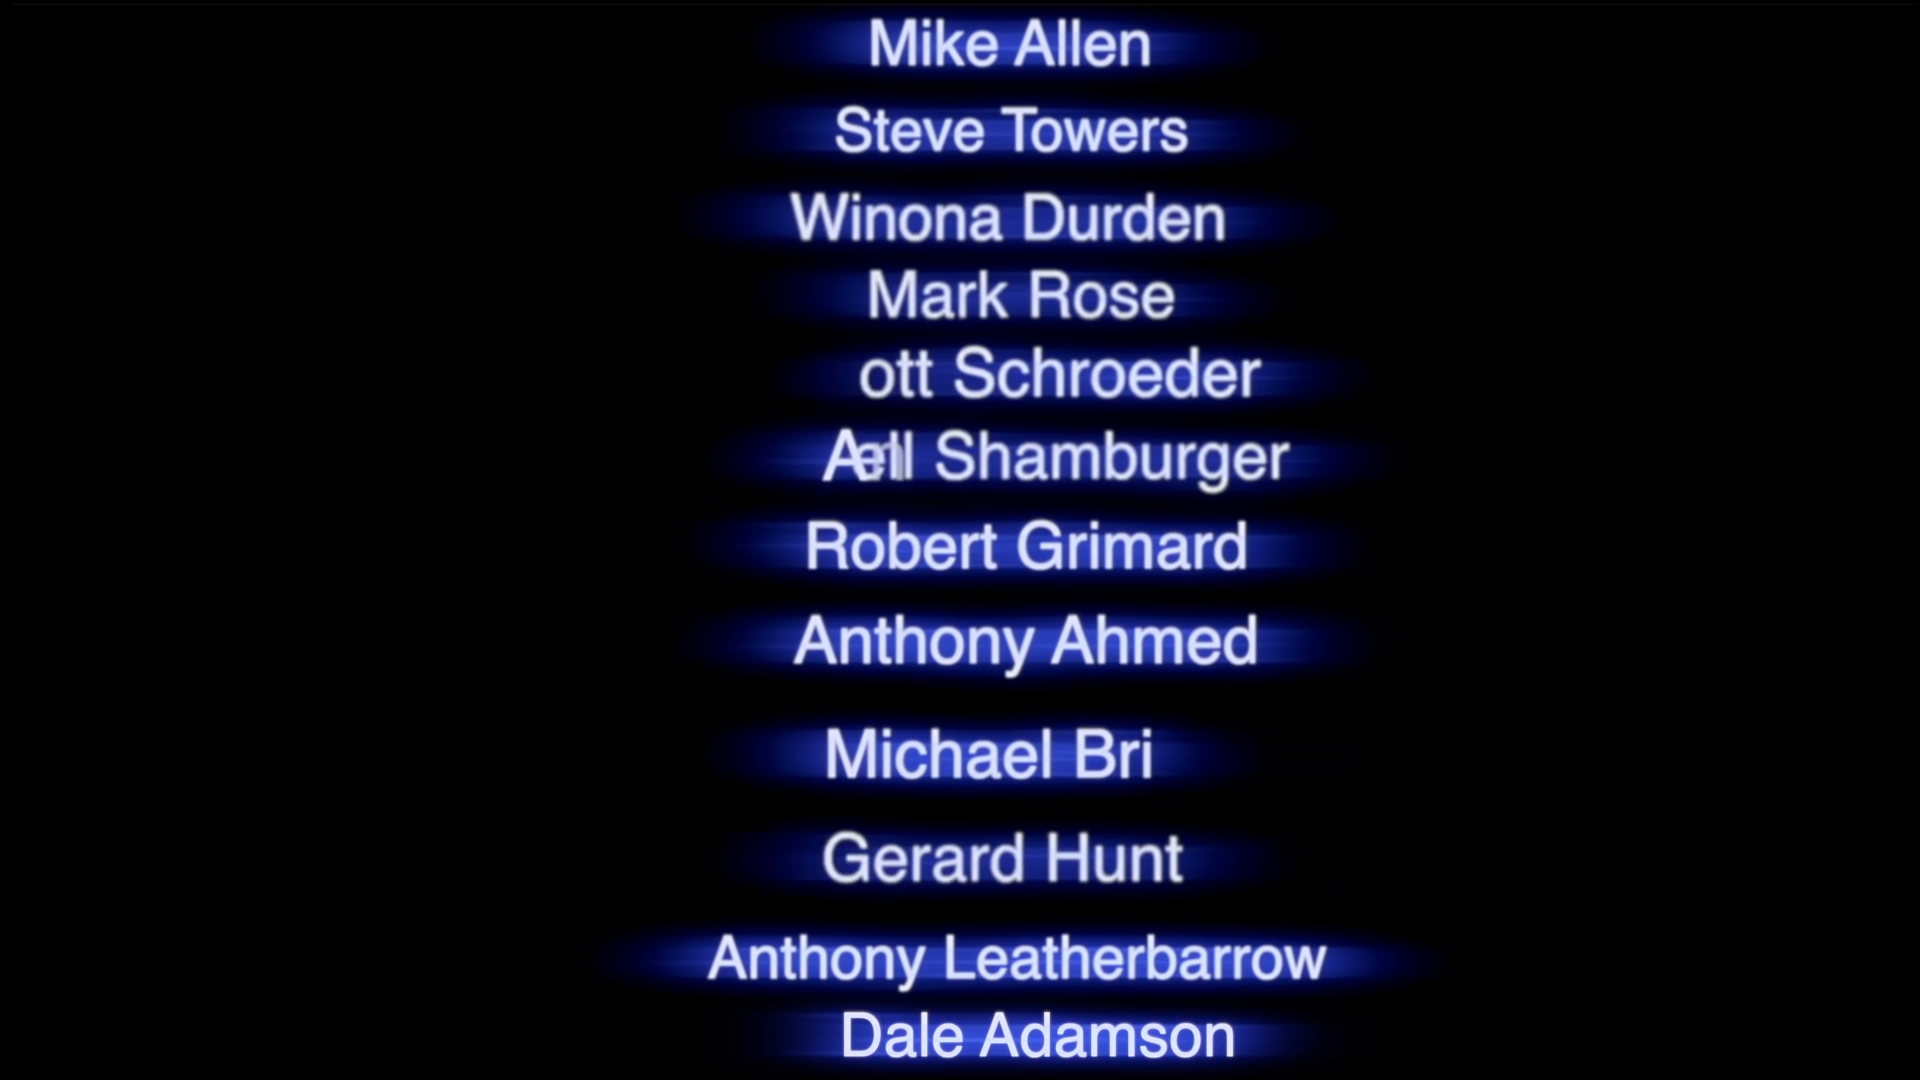 Mike Allen
Steve Towers
Winona Durden
Mark Rose
ott Schroeder
Shamburger
Robert Grimard
Anthony Ahmed
Michael Bri
Gerard Hunt
Anthony Leatherbarrow
Dale Adamson